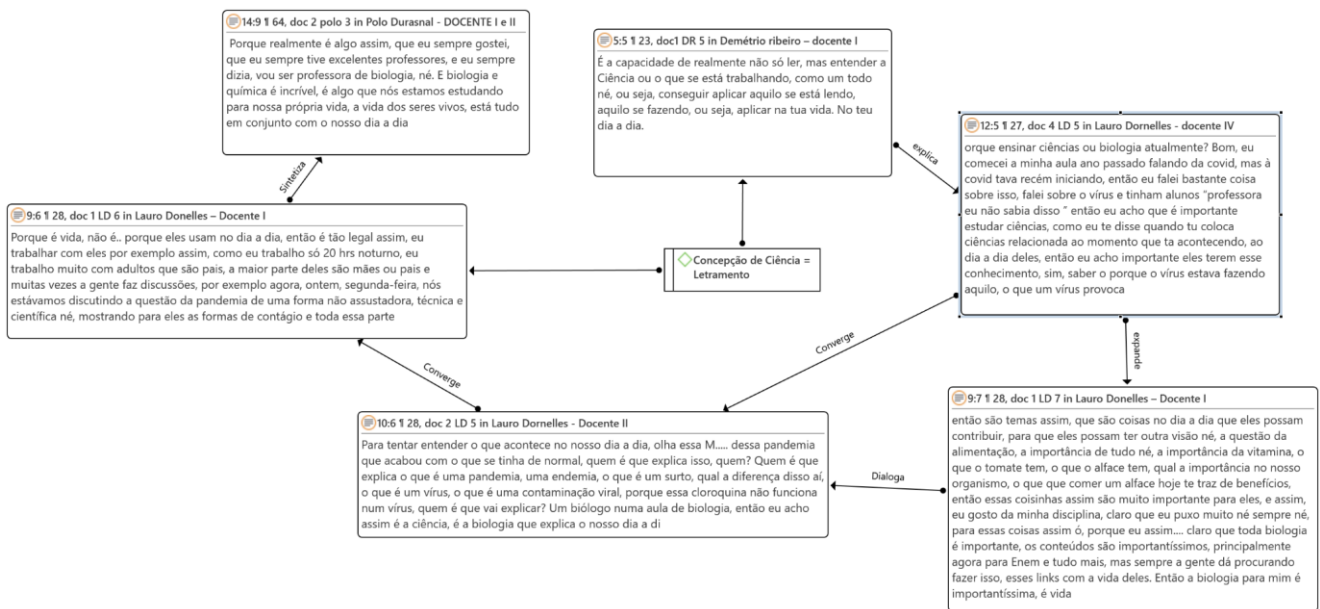 14:9 ¶ 64, doc 2 polo 3 in Polo Durasnal - DOCENTE I e II
Porque realmente é algo assim, que eu sempre gostei,
que eu sempre tive excelentes professores, e eu sempre
dizia, vou ser professora de biologia, né. E biologia e
química é incrível, é algo que nós estamos estudando
para nossa própria vida, a vida dos seres vivos, está tudo
em conjunto com o nosso dia a dia
5:5 ¶ 23, doc1 DR 5 in Demétrio ribeiro – docente I
É a capacidade de realmente não só ler, mas entender a
Ciência ou o que se está trabalhando, como um todo
né, ou seja, conseguir aplicar aquilo se está lendo,
aquilo se fazendo, ou seja, aplicar na tua vida. No teu
dia a dia.
explica
12:5 ¶ 27, doc 4 LD 5 in Lauro Dornelles - docente IV
orque ensinar ciências ou biologia atualmente? Bom, eu
comecei a minha aula ano passado falando da covid, mas à
covid tava recém iniciando, então eu falei bastante coisa
sobre isso, falei sobre o vírus e tinham alunos “professora
eu não sabia disso ” então eu acho que é importante
estudar ciências, como eu te disse quando tu coloca
ciências relacionada ao momento que ta acontecendo, ao
dia a dia deles, então eu acho importante eles terem esse
conhecimento, sim, saber o porque o vírus estava fazendo
aquilo, o que um vírus provoca
Sintetiza
9:6 ¶ 28, doc 1 LD 6 in Lauro Donelles – Docente I
Porque é vida, não é.. porque eles usam no dia a dia, então é tão legal assim, eu
trabalhar com eles por exemplo assim, como eu trabalho só 20 hrs noturno, eu
trabalho muito com adultos que são pais, a maior parte deles são mães ou pais e
muitas vezes a gente faz discussões, por exemplo agora, ontem, segunda-feira, nós
estávamos discutindo a questão da pandemia de uma forma não assustadora, técnica e
científica né, mostrando para eles as formas de contágio e toda essa parte
Concepção de Ciência =
Letramento
Converge
Converge
expande
10:6 ¶ 28, doc 2 LD 5 in Lauro Dornelles - Docente II
Para tentar entender o que acontece no nosso dia a dia, olha essa M..... dessa pandemia
que acabou com o que se tinha de normal, quem é que explica isso, quem? Quem é que
explica o que é uma pandemia, uma endemia, o que é um surto, qual a diferença disso aí,
o que é um vírus, o que é uma contaminação viral, porque essa cloroquina não funciona
num vírus, quem é que vai explicar? Um biólogo numa aula de biologia, então eu acho
assim é a ciência, é a biologia que explica o nosso dia a di
Dialoga
9:7 ¶ 28, doc 1 LD 7 in Lauro Donelles – Docente I
então são temas assim, que são coisas no dia a dia que eles possam
contribuir, para que eles possam ter outra visão né, a questão da
alimentação, a importância de tudo né, a importância da vitamina, o
que o tomate tem, o que o alface tem, qual a importância no nosso
organismo, o que que comer um alface hoje te traz de benefícios,
então essas coisinhas assim são muito importante para eles, e assim,
eu gosto da minha disciplina, claro que eu puxo muito né sempre né,
para essas coisas assim ó, porque eu assim.... claro que toda biologia
é importante, os conteúdos são importantíssimos, principalmente
agora para Enem e tudo mais, mas sempre a gente dá procurando
fazer isso, esses links com a vida deles. Então a biologia para mim é
importantíssima, é vida